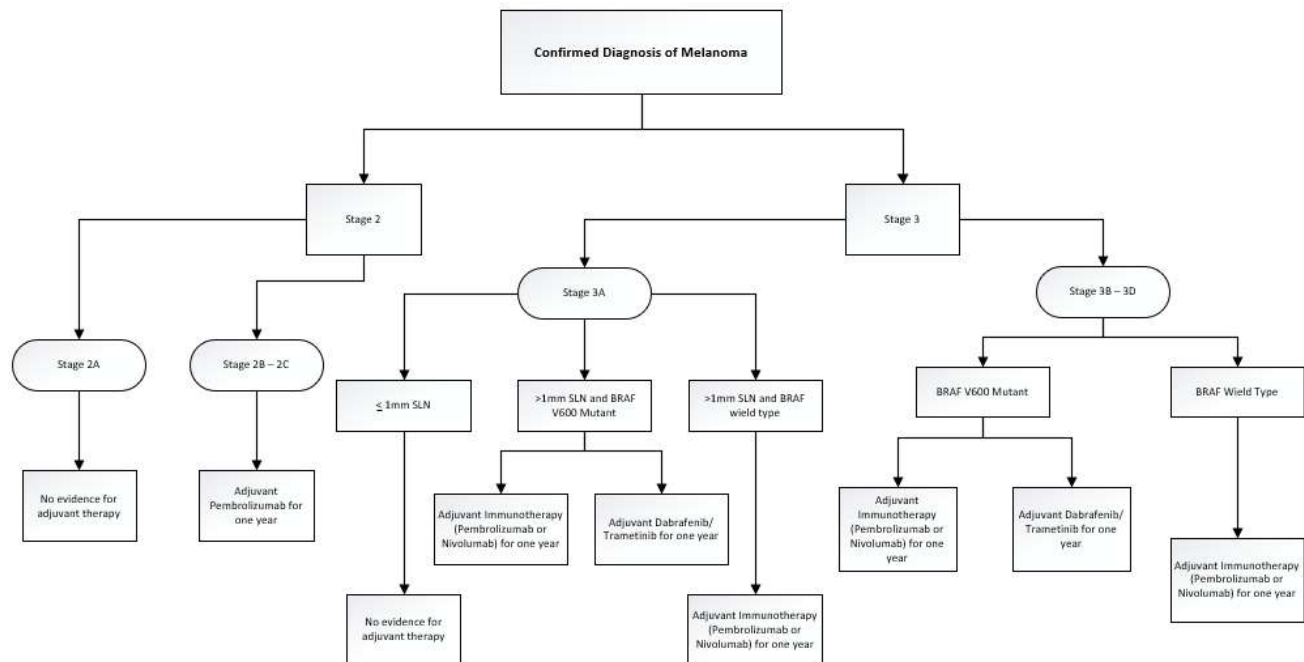 Confirmed Diagnosis of Melanoma
Stage 2
Stage 3
Stage 3A
Stage 3B – 3D
Stage 2A
Stage 2B – 2C
≤ 1mm SLN
>1mm SLN and BRAF
V600 Mutant
>1mm SLN and BRAF
wield type
BRAF V600 Mutant
BRAF Wield Type
No evidence for
adjuvant therapy
Adjuvant
Pembrolizumab for
one year
Adjuvant Immunotherapy
(Pembrolizumab or
Nivolumab) for one year
Adjuvant Dabrafenib/
Trametinib for one year
Adjuvant
Immunotherapy
(Pembrolizumab or
Nivolumab) for one
year
Adjuvant Dabrafenib/
Trametinib for one
year
Adjuvant Immunotherapy
(Pembrolizumab or
Nivolumab) for one year
No evidence for
adjuvant therapy
Adjuvant Immunotherapy
(Pembrolizumab or
Nivolumab) for one year